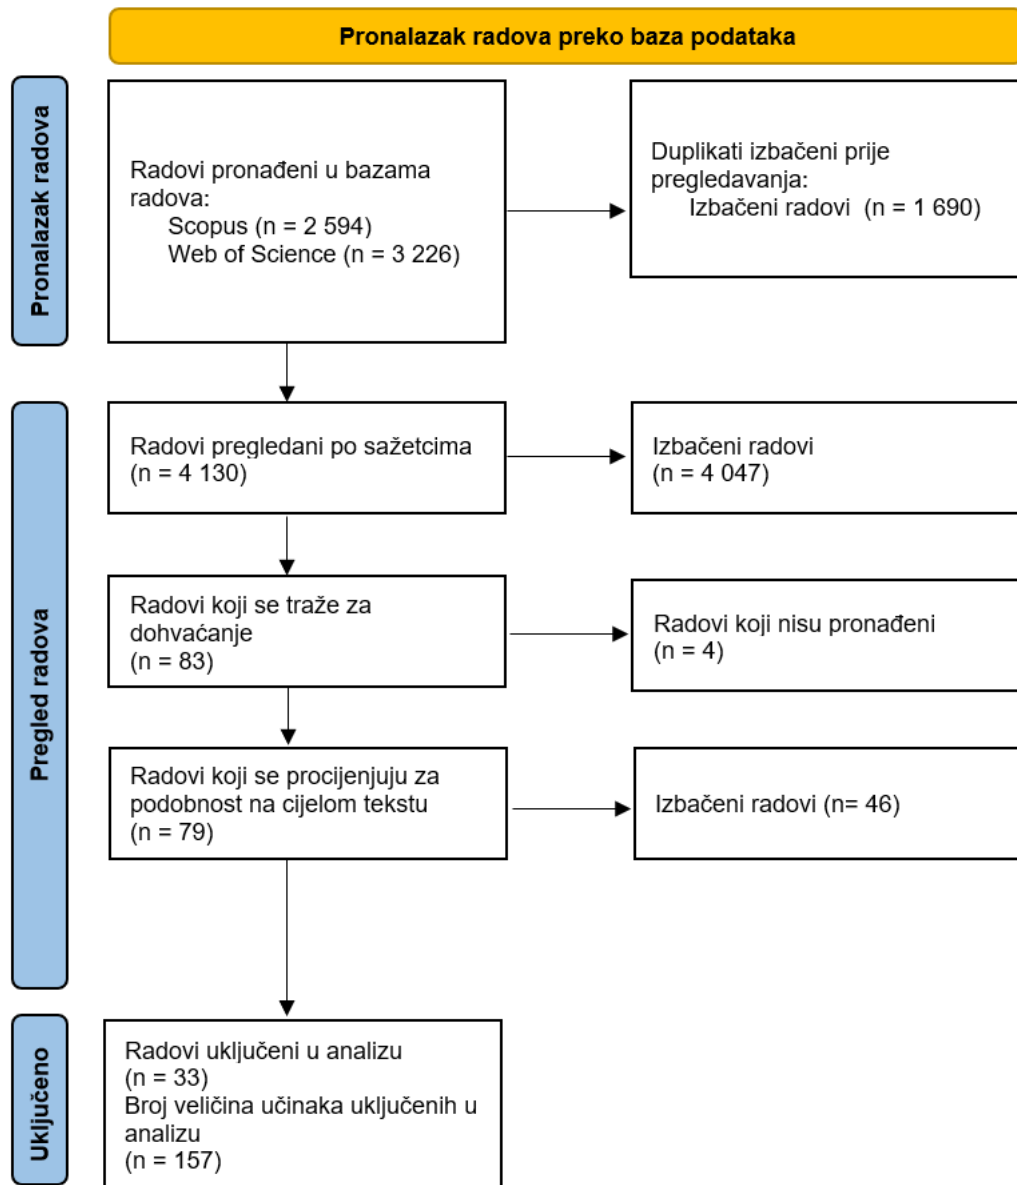 Pronalazak radova preko baza podataka
Pronalazak radova
Radovi pronađeni u bazama
radova:
Scopus (n = 2 594)
Web of Science (n = 3 226)
Duplikati izbačeni prije
pregledavanja:
Izbačeni radovi (n = 1 690)
Pregled radova
Radovi pregledani po sažetcima
(n = 4 130)
Izbačeni radovi
(n = 4 047)
Radovi koji se traže za
dohvaćanje
(n = 83)
Radovi koji nisu pronađeni
(n = 4)
Radovi koji se procijenjuju za
podobnost na cijelom tekstu
(n = 79)
Izbačeni radovi (n= 46)
Uključeno
Radovi uključeni u analizu
(n = 33)
Broj veličina učinaka uključenih u
analizu
(n = 157)